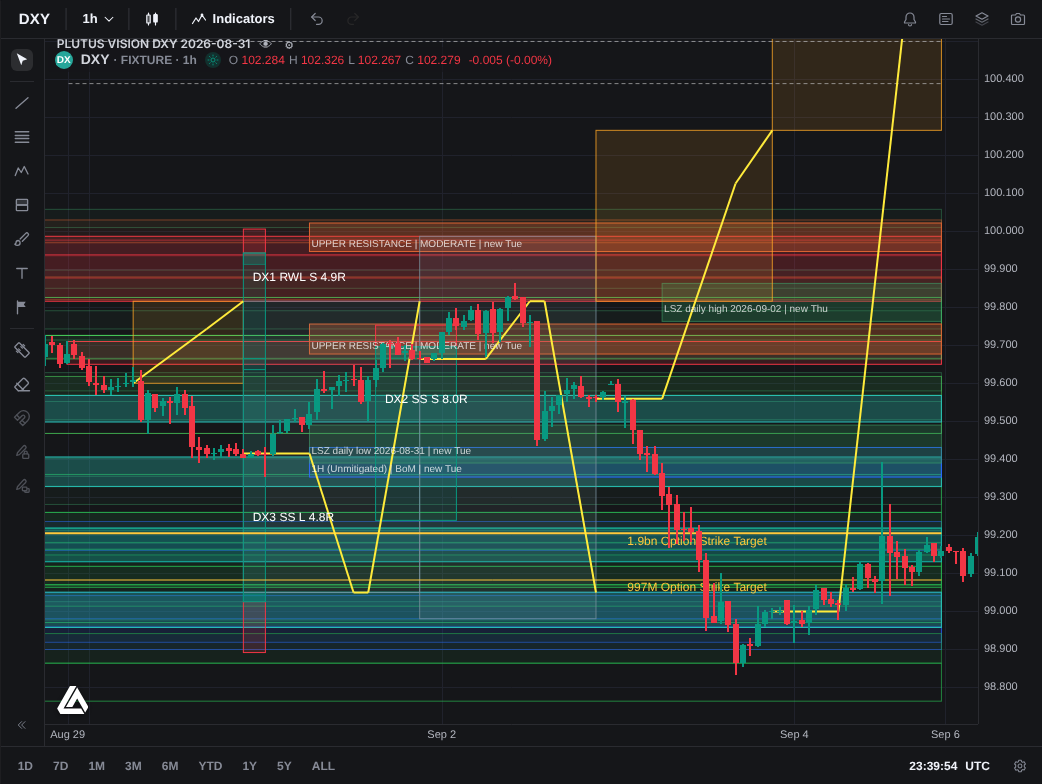 DXY 1h Indicators
PLUTUS VISION DXY 2026-08-31
DX DXY · FIXTURE · 1h O 102.284 H 102.326 L 102.267 C 102.279 -0.005 (-0.00%)
100.400
100.300
100.200
100.100
100.000
UPPER RESISTANCE | MODERATE | new Tue
99.900
DX1 RWL S 4.9R
99.800
LSZ daily high 2026-09-02 | new Thu
99.700
UPPER RESISTANCE | MODERATE | new Tue
99.600
DX2 SS S 8.0R
99.500
LSZ daily low 2026-08-31 | new Tue
99.400
1H (Unmitigated) | BoM | new Tue
99.300
DX3 SS L 4.8R
99.200
1.9bn Option Strike Target
99.100
997M Option Strike Target
99.000
98.900
98.800
Aug 29 Sep 2 Sep 4 Sep 6
1D 7D 1M 3M 6M YTD 1Y 5Y ALL 23:39:54 UTC